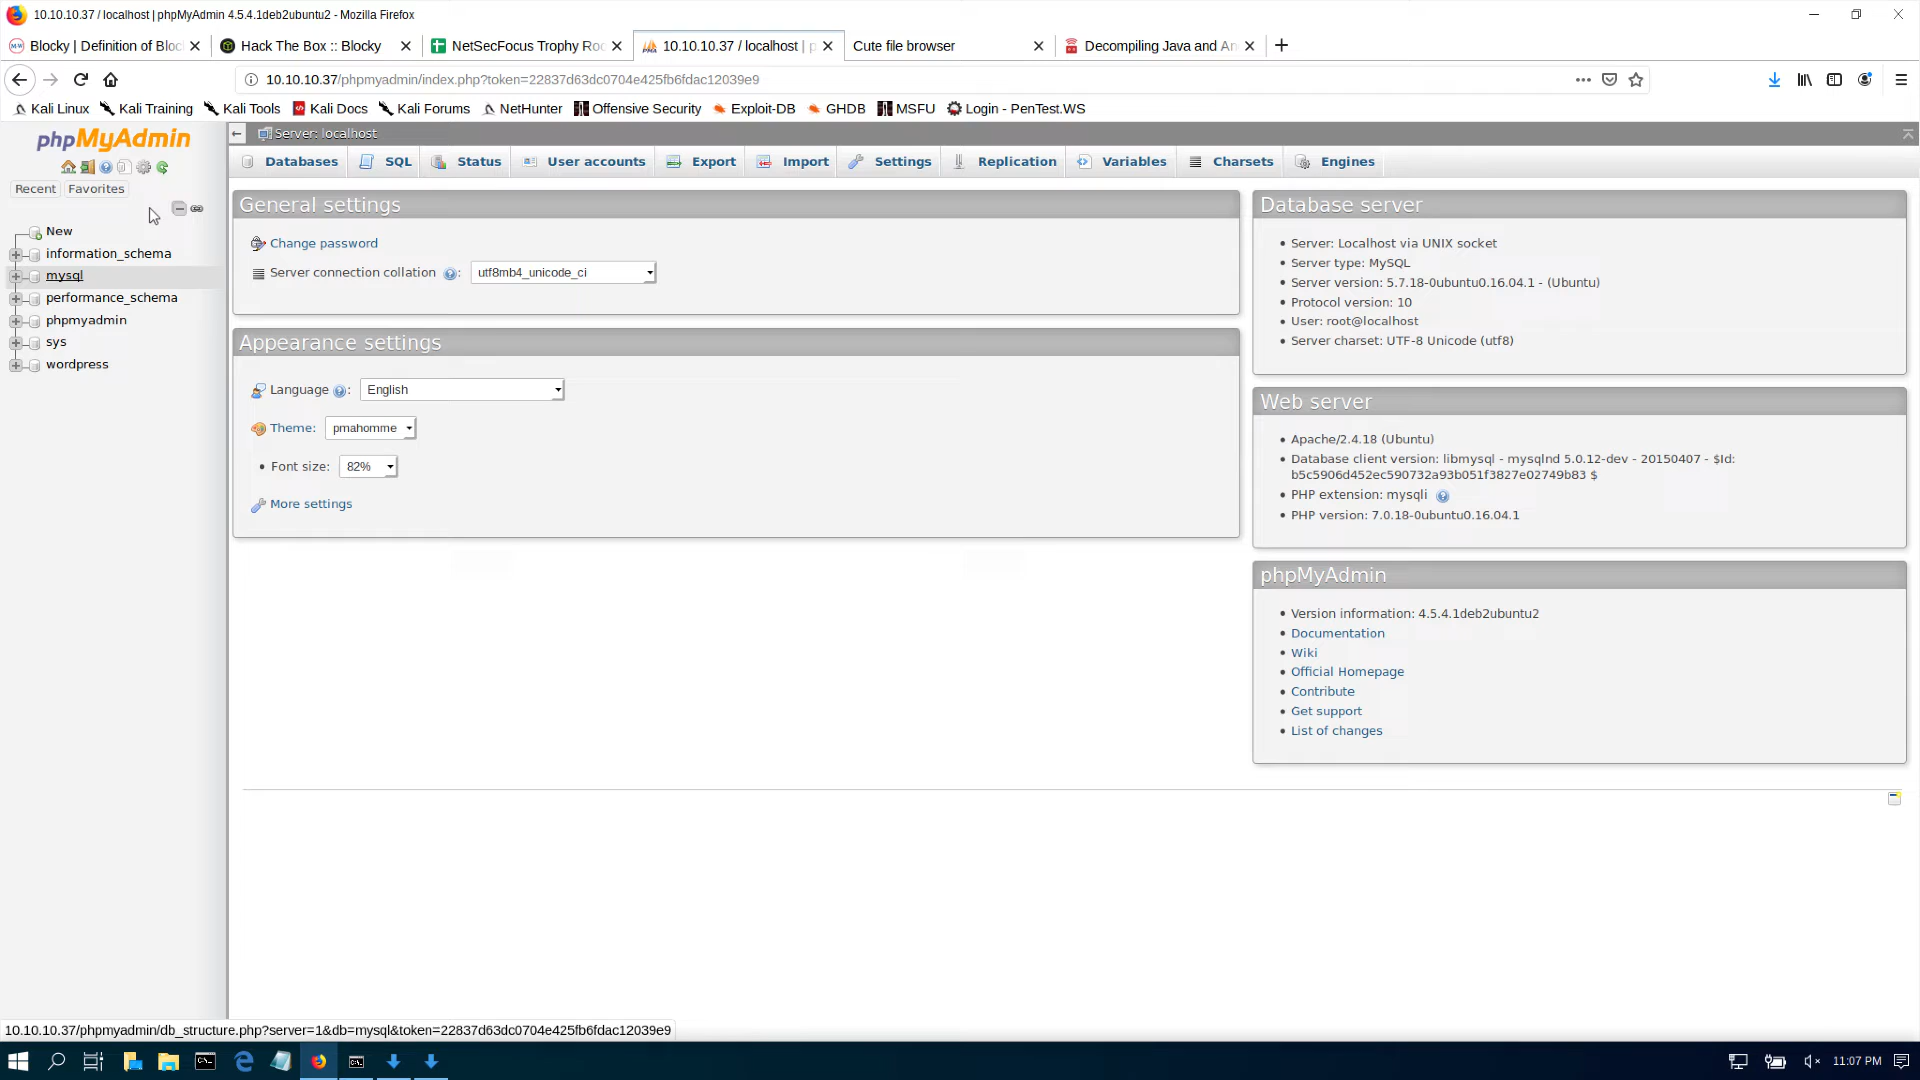 10.10.10.37 / localhost | phpMyAdmin 4.5.4.1deb2ubuntu2 - Mozilla Firefox
Blocky | Definition of Bloc
Hack The Box :: Blocky
NetSecFocus Trophy Ro
10.10.10.37 / localhost | p
Cute file browser
Decompiling Java and An
10.10.10.37/phpmyadmin/index.php?token=22837d63dc0704e425fb6fdac12039e9
Kali Linux
Kali Training
Kali Tools
Kali Docs
Kali Forums
NetHunter
Offensive Security
Exploit-DB
GHDB
MSFU
Login - PenTest.WS
phpMyAdmin
Recent
Favorites
New
information_schema
mysql
performance_schema
phpmyadmin
sys
wordpress
Server: localhost
Databases
SQL
Status
User accounts
Export
Import
Settings
Replication
Variables
Charsets
Engines
General settings
Change password
Server connection collation :
utf8mb4_unicode_ci
Appearance settings
Language :
English
Theme:
pmahomme
• Font size:
82%
More settings
Database server
• Server: Localhost via UNIX socket
• Server type: MySQL
• Server version: 5.7.18-0ubuntu0.16.04.1 - (Ubuntu)
• Protocol version: 10
• User: root@localhost
• Server charset: UTF-8 Unicode (utf8)
Web server
• Apache/2.4.18 (Ubuntu)
• Database client version: libmysql - mysqlnd 5.0.12-dev - 20150407 - $Id:
b5c5906d452ec590732a93b051f3827e02749b83 $
• PHP extension: mysqli
• PHP version: 7.0.18-0ubuntu0.16.04.1
phpMyAdmin
• Version information: 4.5.4.1deb2ubuntu2
• Documentation
• Wiki
• Official Homepage
• Contribute
• Get support
• List of changes
10.10.10.37/phpmyadmin/db_structure.php?server=1&db=mysql&token=22837d63dc0704e425fb6fdac12039e9
11:07 PM